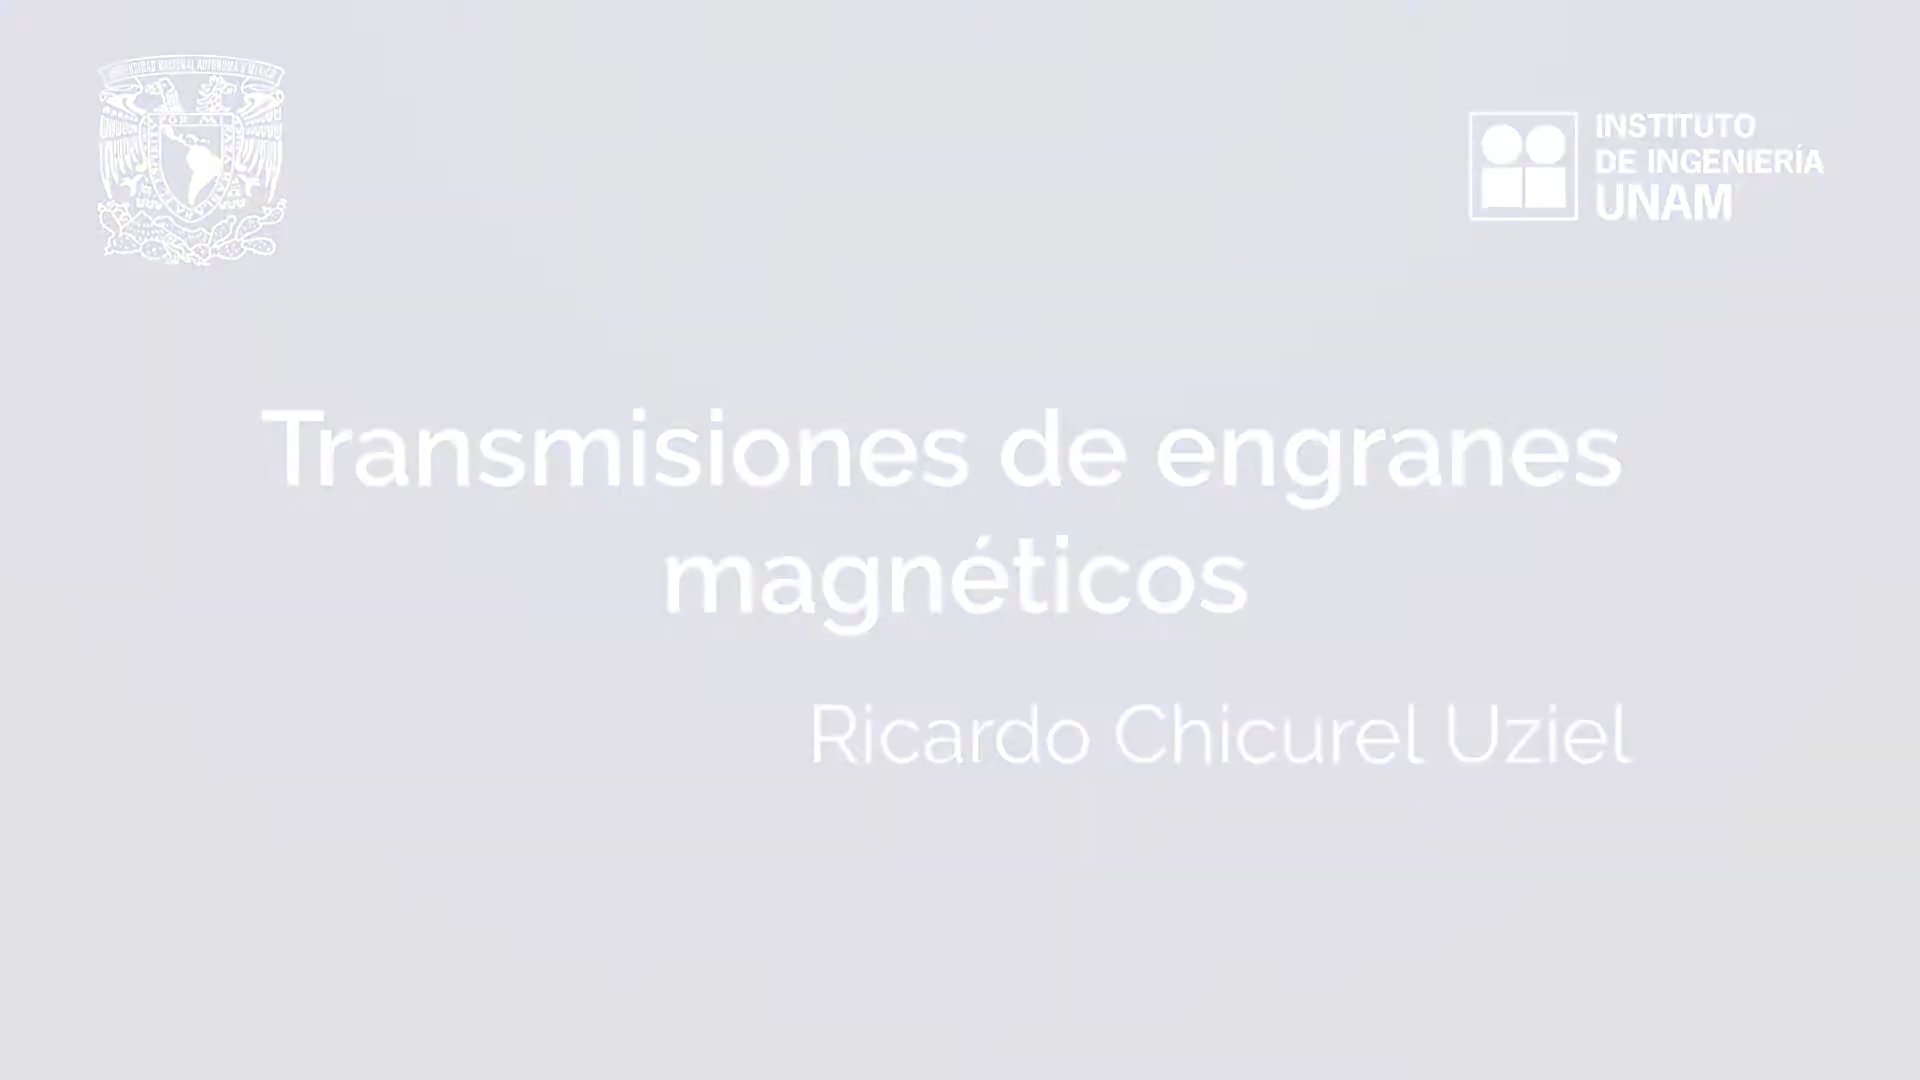 INSTITUTO
DE INGENIERÍA
UNAM
Transmisiones de engranes
magnéticos
Ricardo Chicurel Uziel